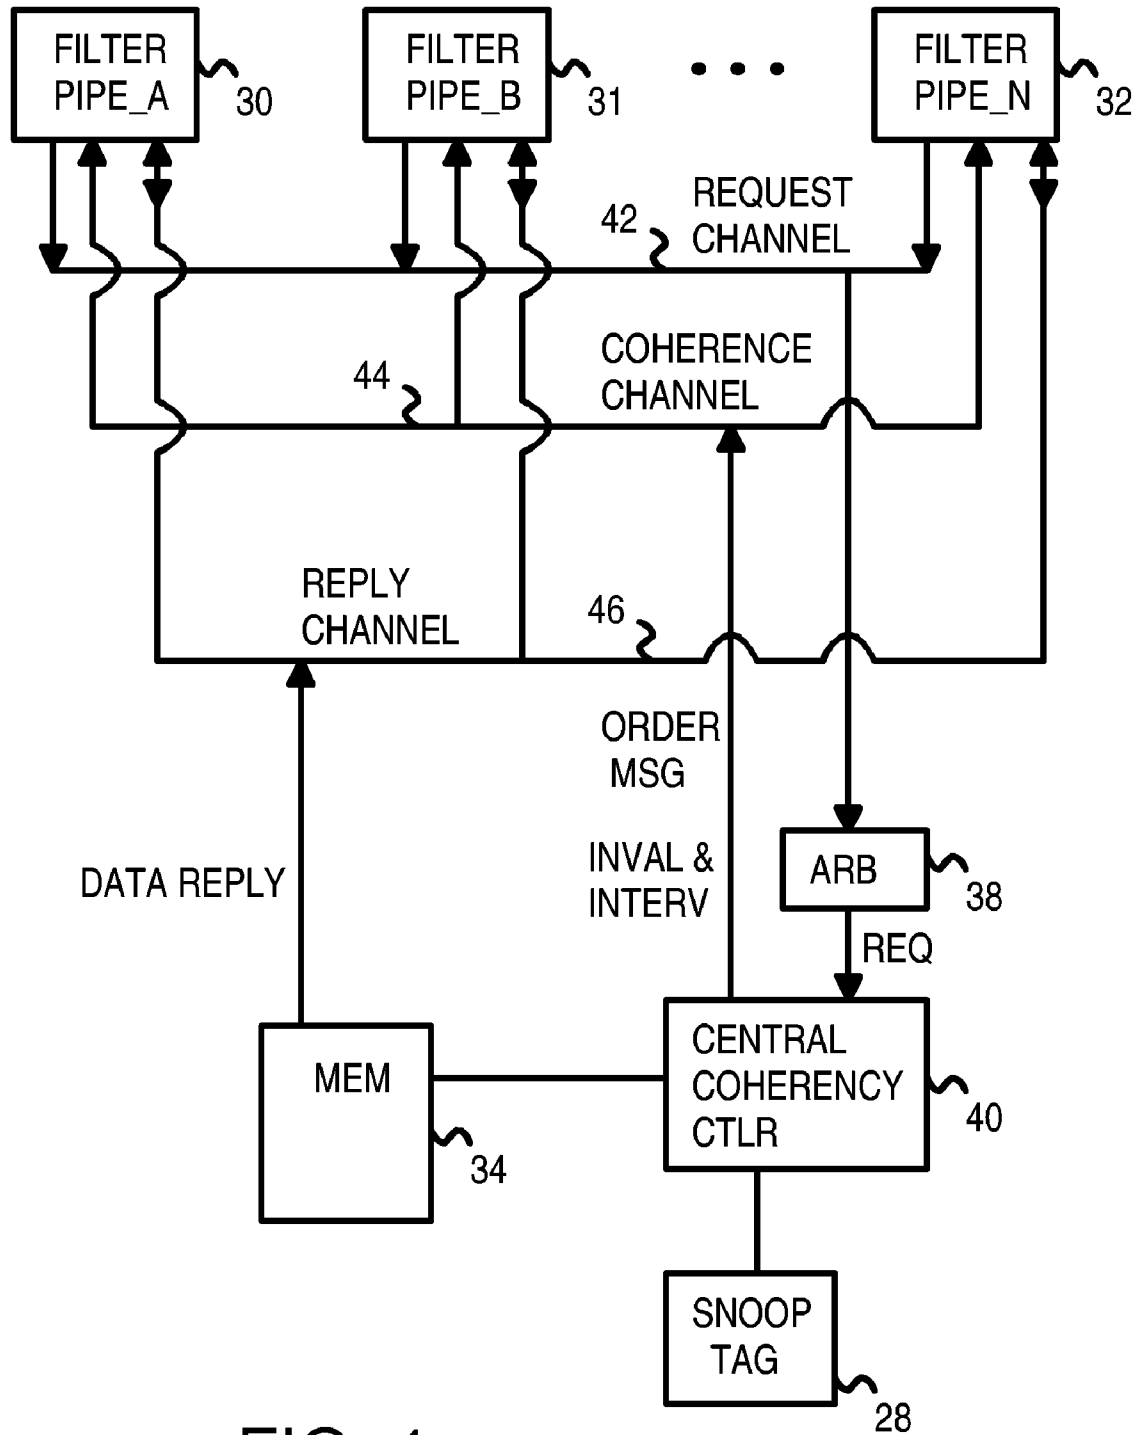 FILTER
PIPE_A
30
FILTER
PIPE_B
31
FILTER
PIPE_N
32
REQUEST
CHANNEL
42
COHERENCE
CHANNEL
44
REPLY
CHANNEL
46
ORDER
MSG
INVAL &
INTERV
DATA REPLY
ARB
38
REQ
CENTRAL
COHERENCY
CTLR
40
MEM
34
SNOOP
TAG
28